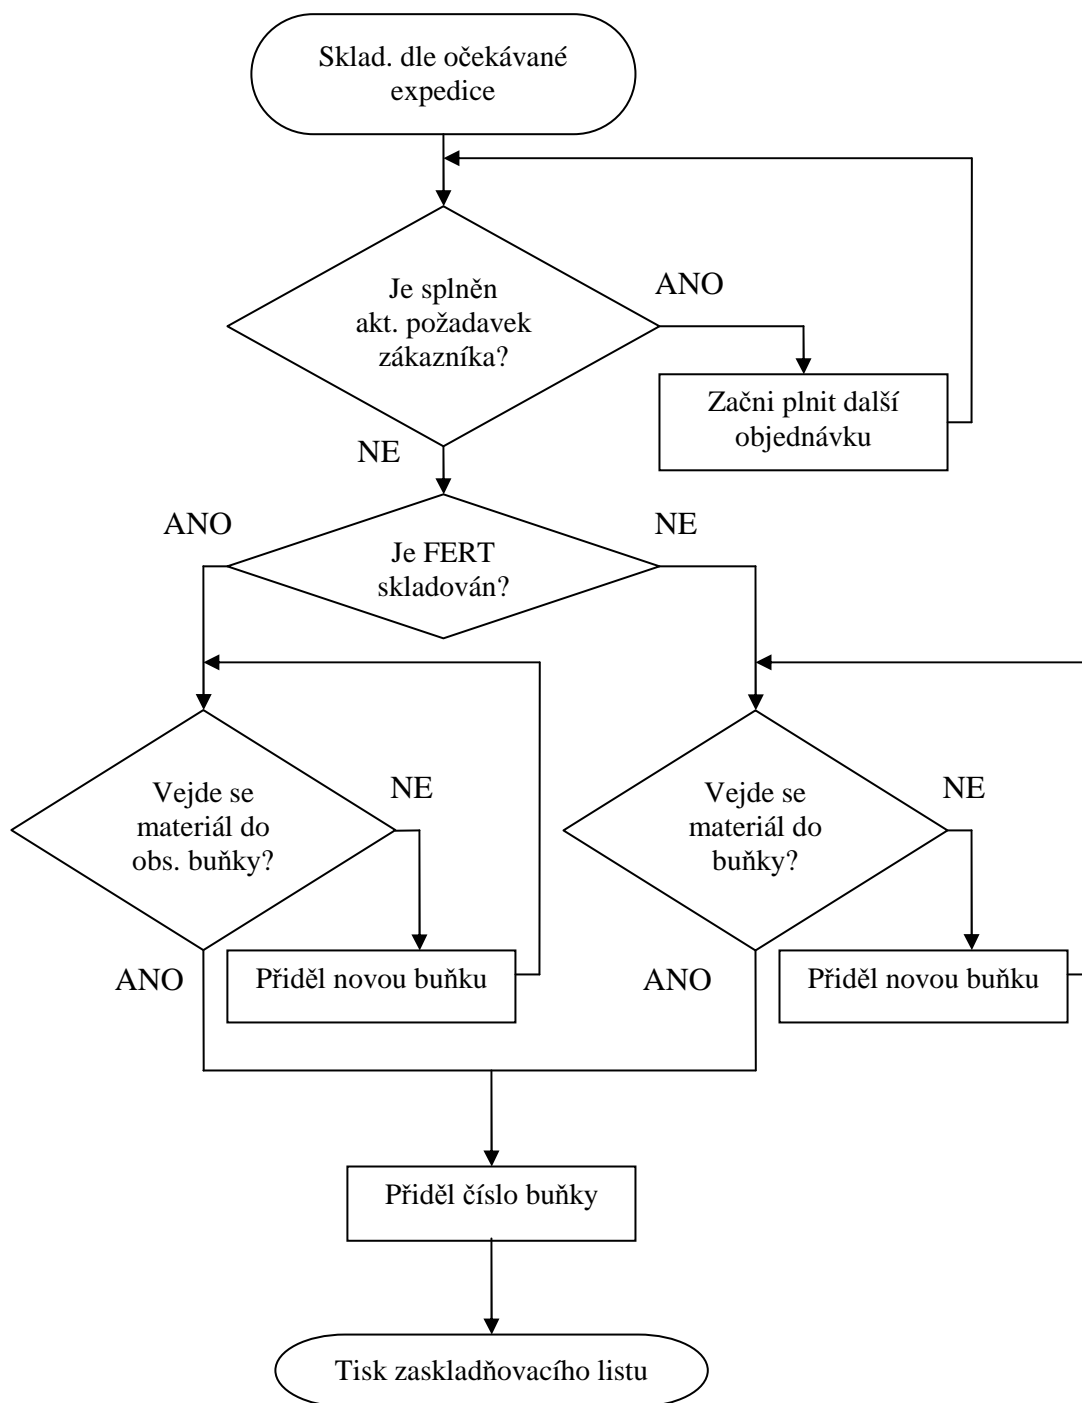 Sklad. dle očekávané
expedice
Je splněn
akt. požadavek
zákazníka?
ANO
Začni plnit další
objednávku
NE
ANO
NE
Je FERT
skladován?
Vejde se
materiál do
obs. buňky?
NE
Vejde se
materiál do
buňky?
NE
ANO
Přiděl novou buňku
ANO
Přiděl novou buňku
Přiděl číslo buňky
Tisk zaskladňovacího listu